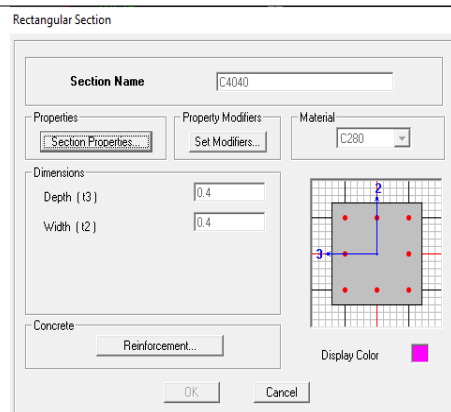 Rectangular Section
Section Name C4040
Properties Property Modifiers Material
Section Properties... Set Modifiers... C280
Dimensions
Depth ( t3 ) 0.4
Width ( t2 ) 0.4
2
3
Concrete
Reinforcement...
Display Color
OK Cancel